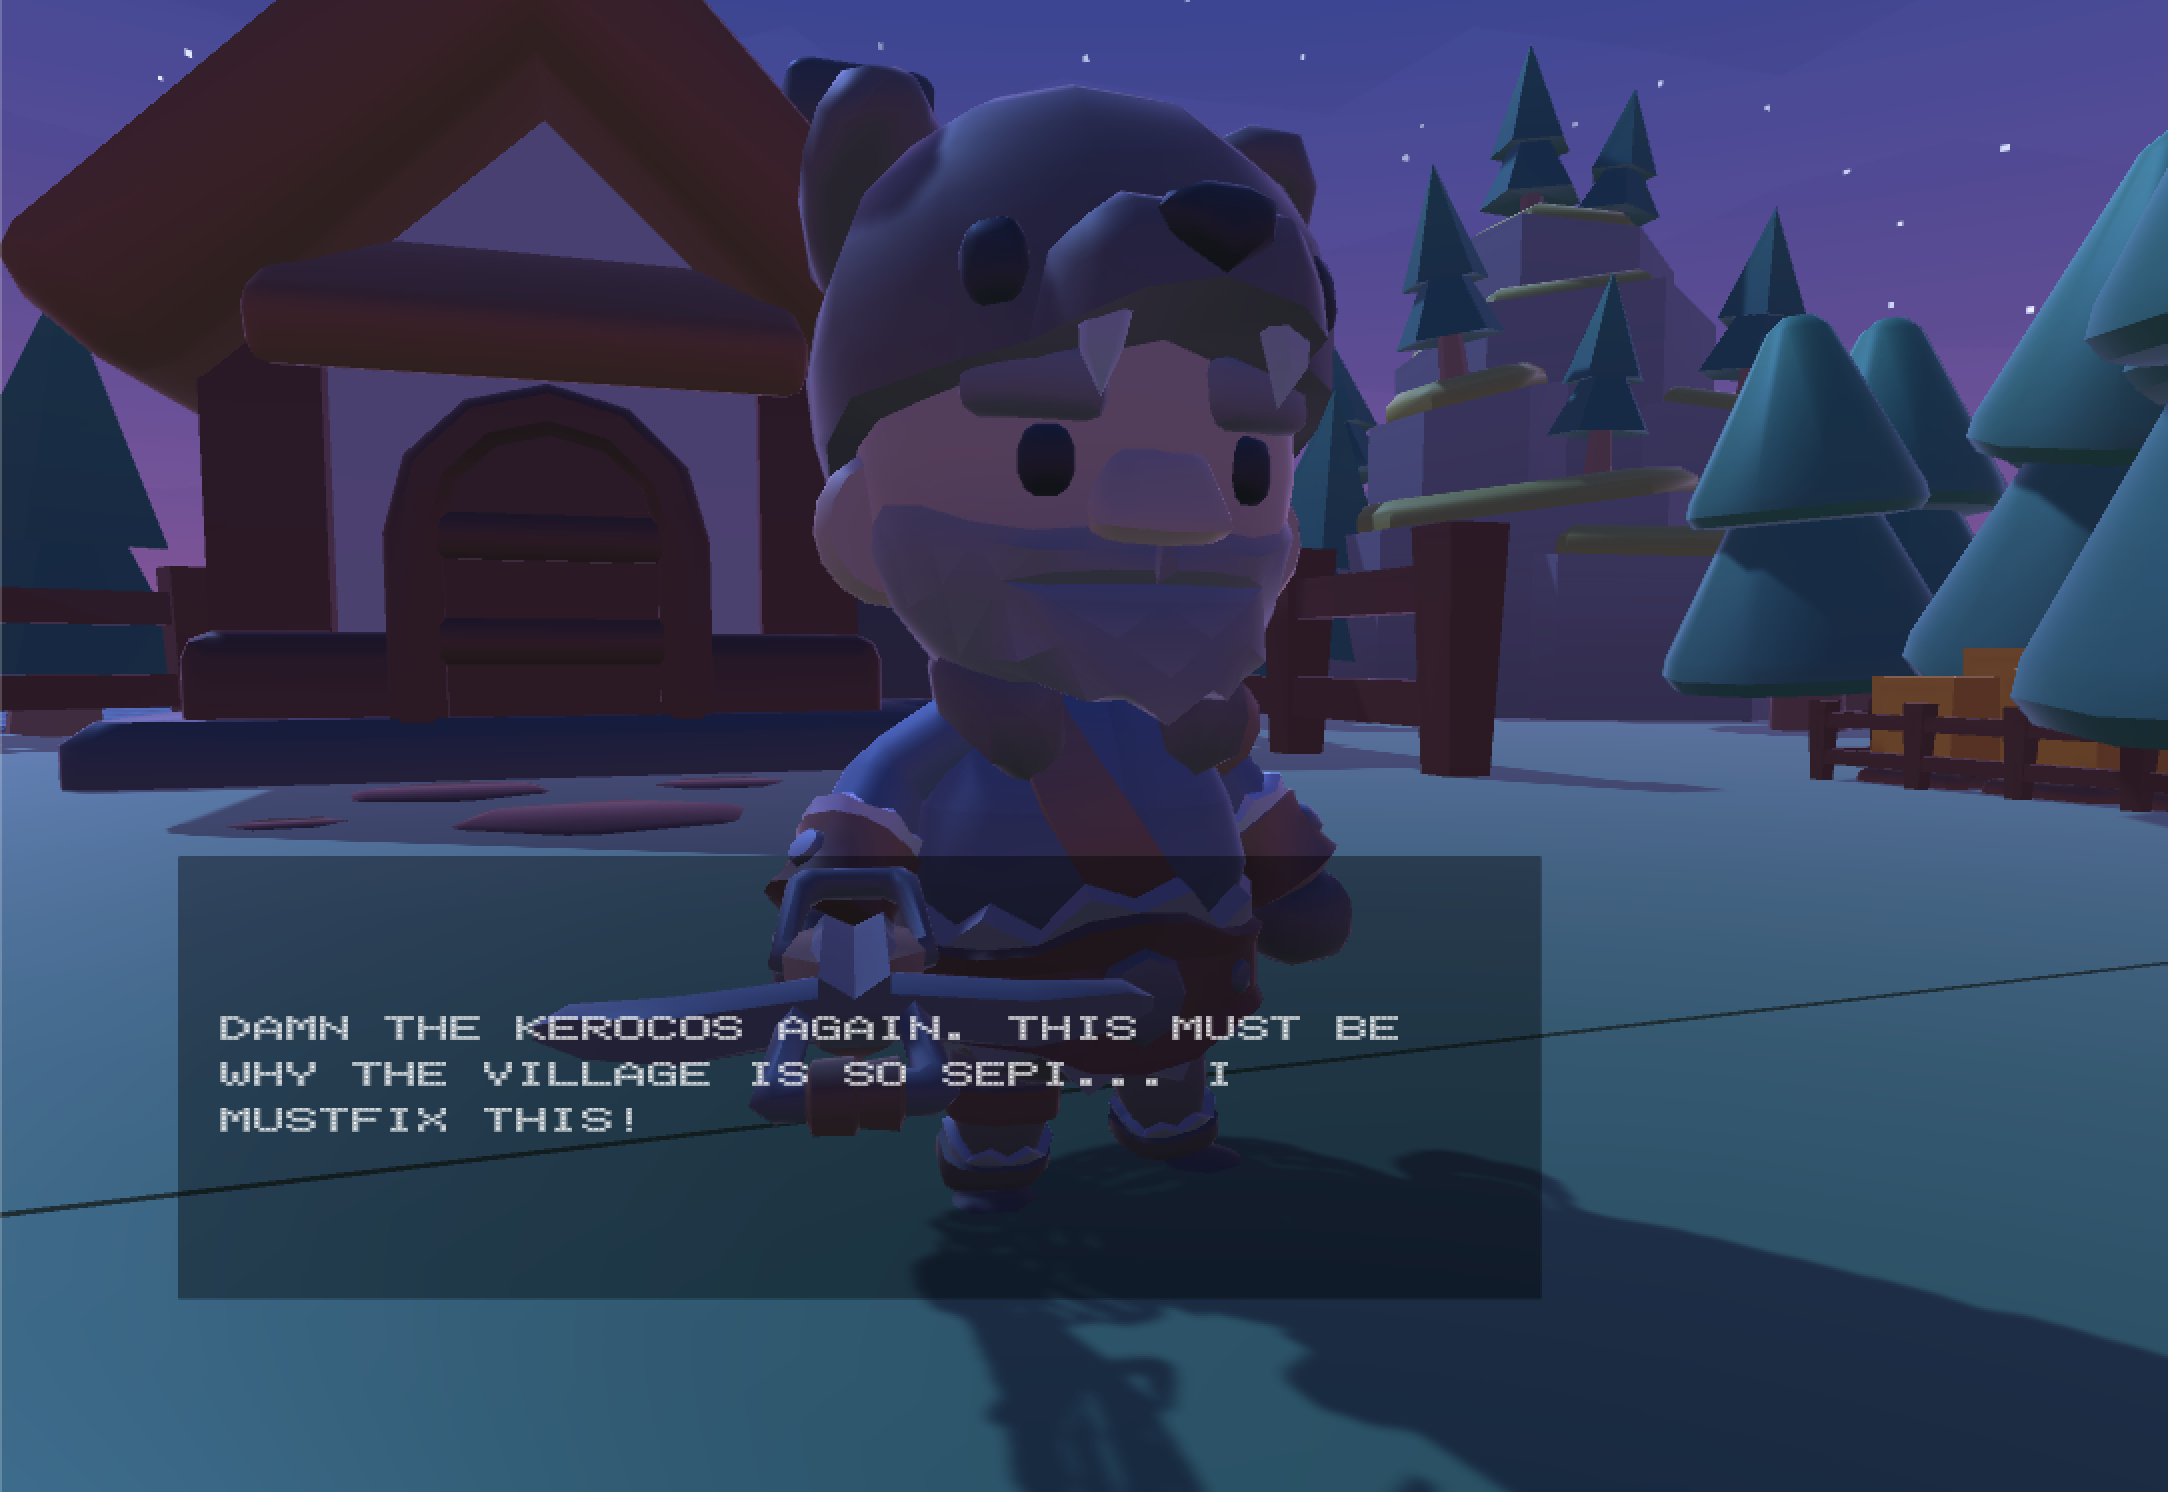 DAMN THE KEROCOS AGAIN. THIS MUST BE
WHY THE VILLAGE IS SO SEPI... I
MUSTFIX THIS!